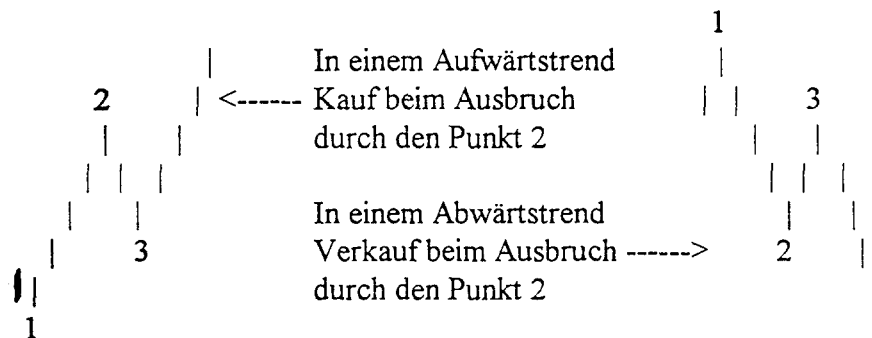 1
In einem Aufwärtstrend
2 <------ Kauf beim Ausbruch 3
durch den Punkt 2
In einem Abwärtstrend
3 Verkauf beim Ausbruch ------> 2
durch den Punkt 2
1